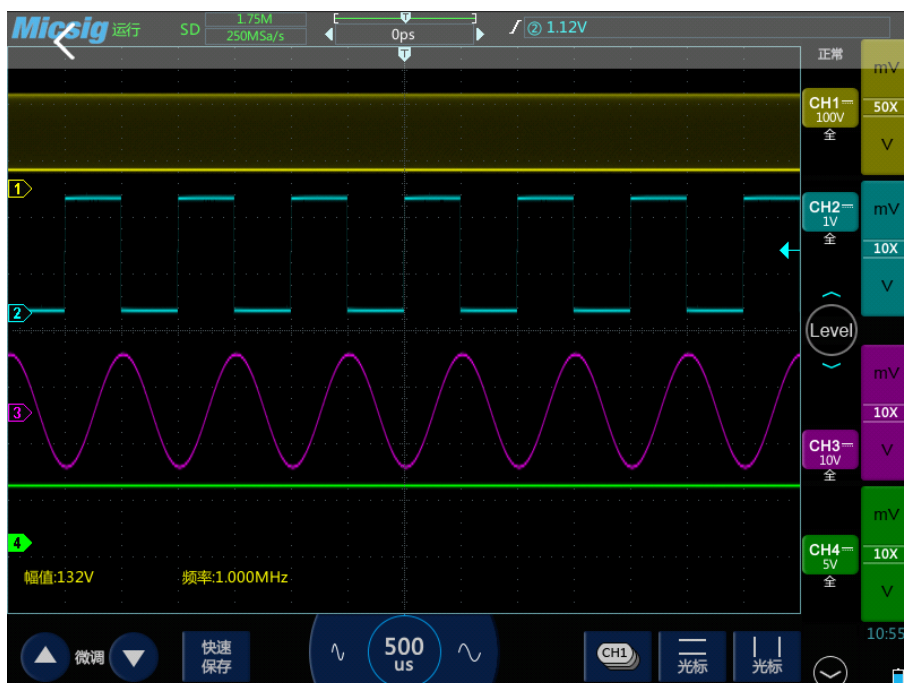 Micsig 运行 SD 1.75M 250MSa/s T 0ps ② 1.12V
T
正常
mV
CH1 100V 全
50X
V
1
CH2 1V 全
mV
10X
V
2
Level
mV
3
10X
CH3 10V 全
V
mV
4
CH4 5V 全
10X
V
幅值:132V 频率:1.000MHz
10:55
微调
快速
保存
500
us
CH1
光标
光标